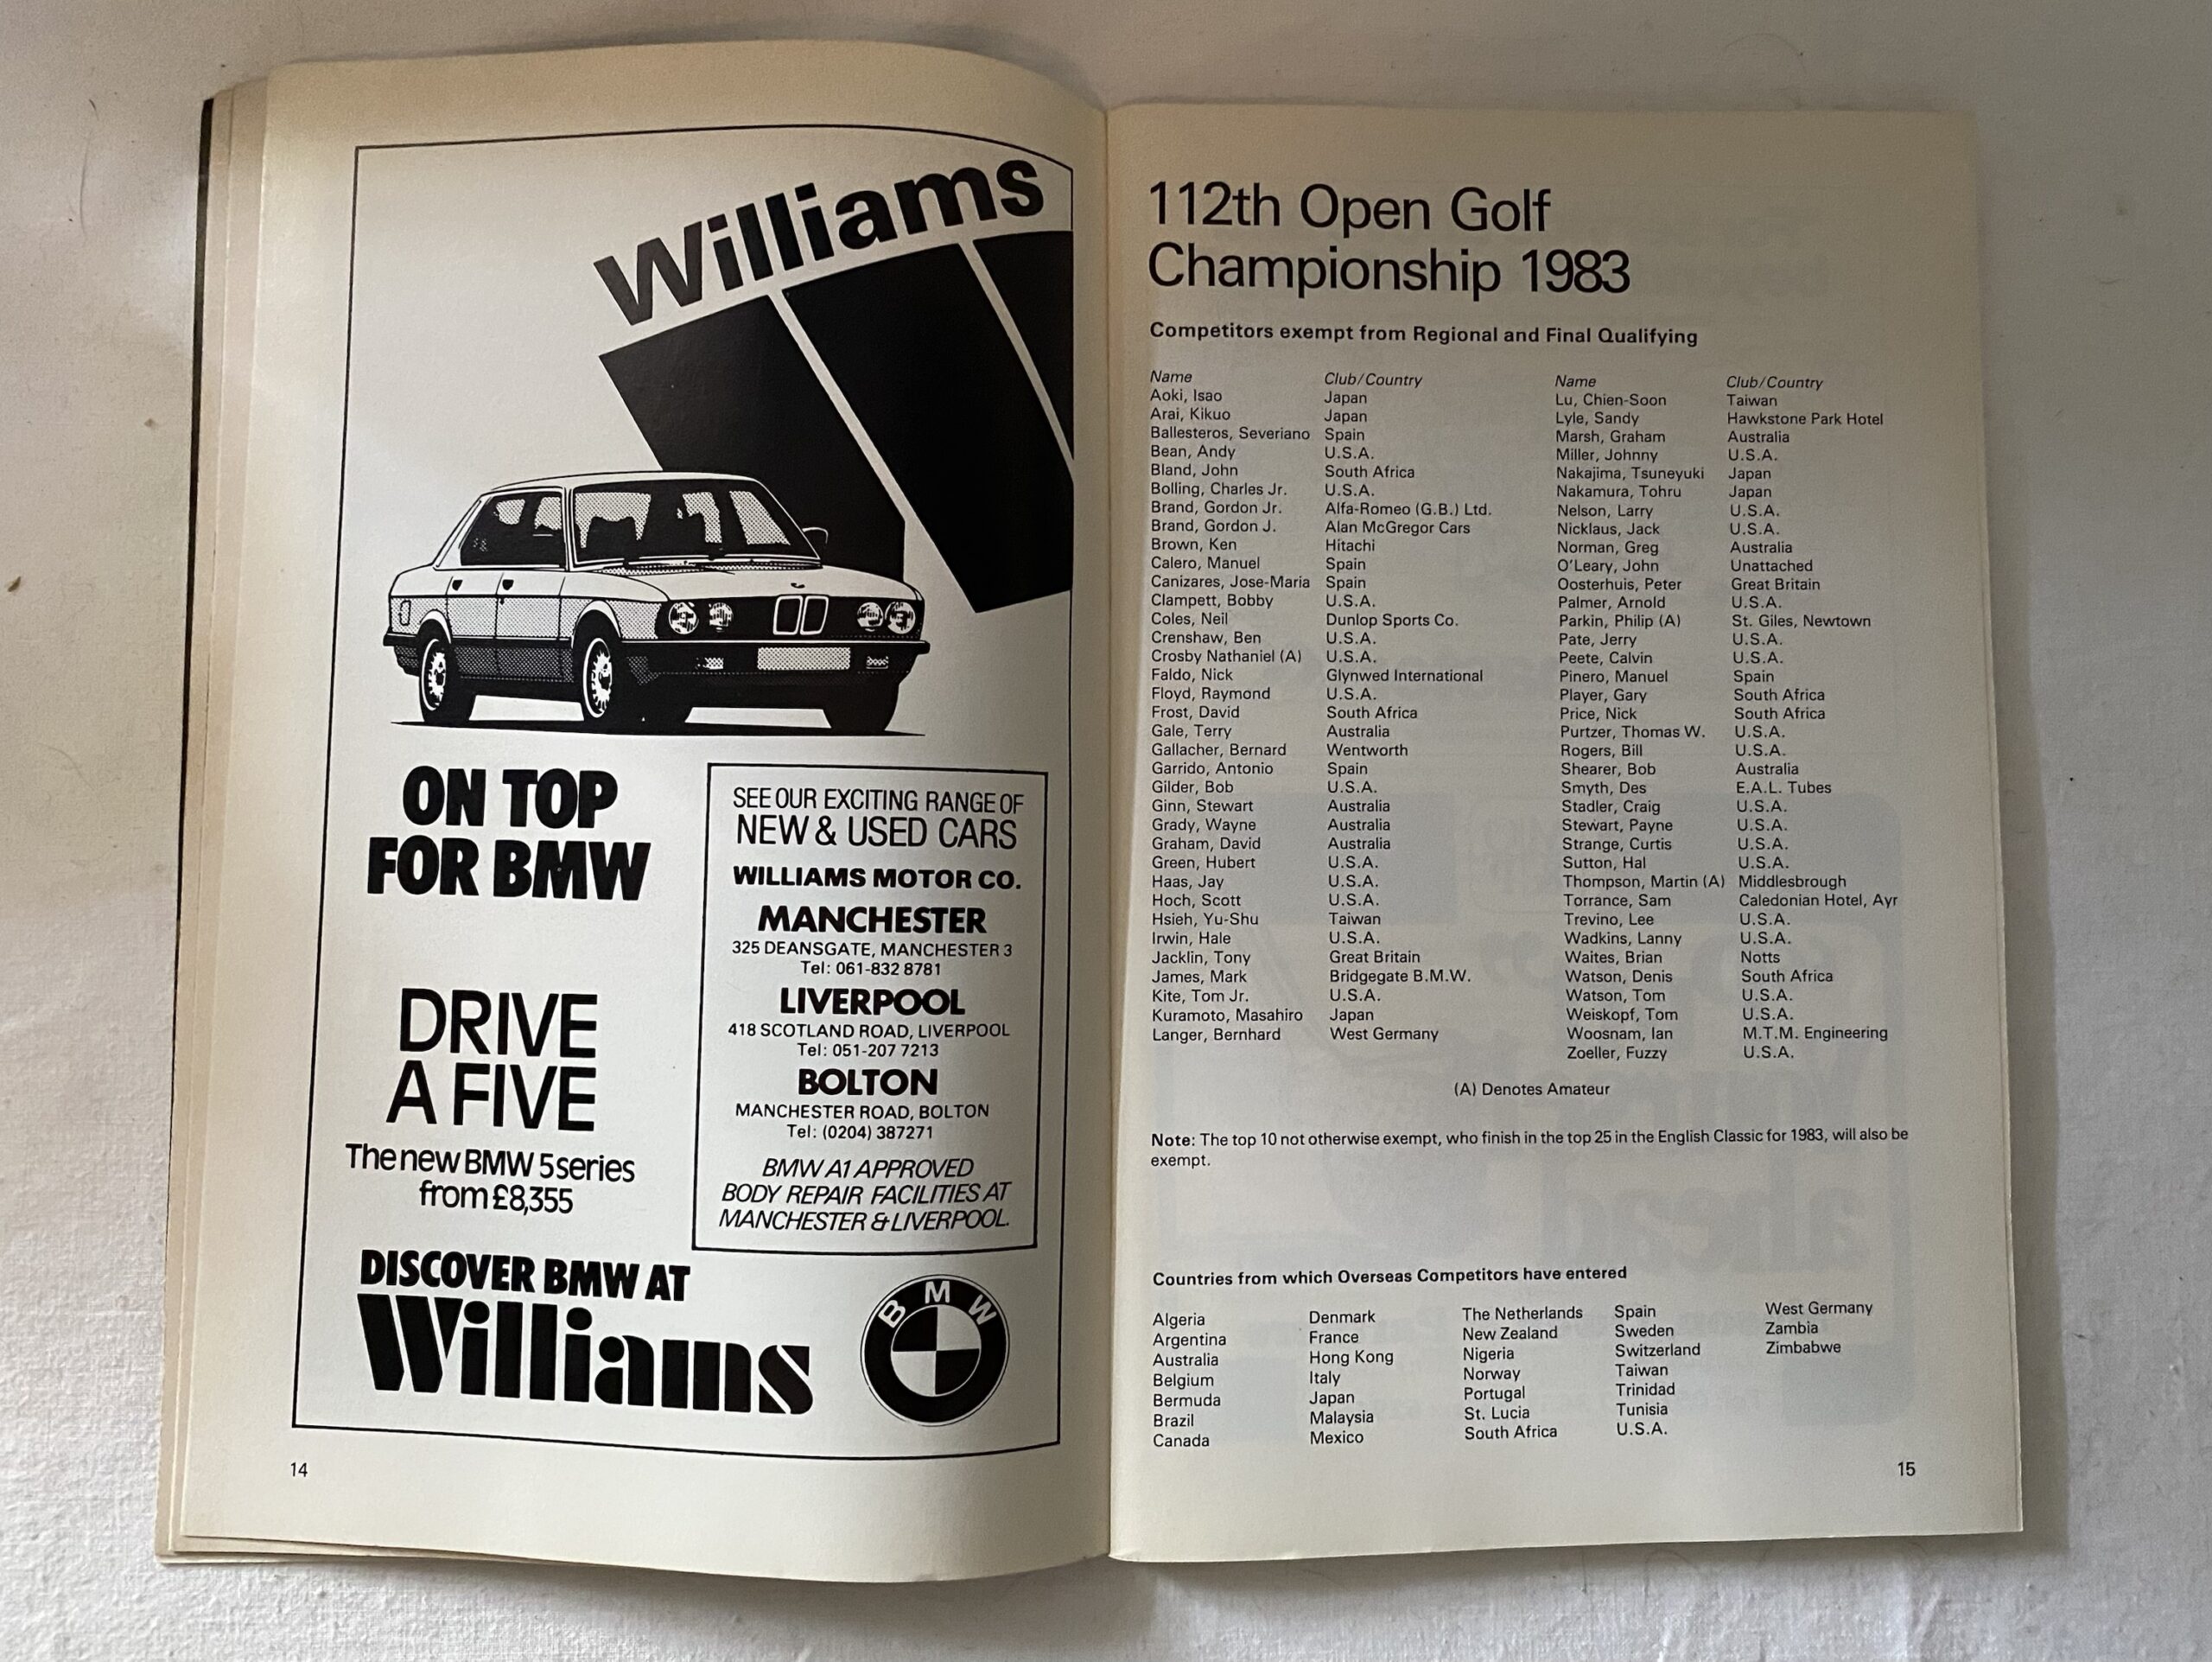 Williams
ON TOP
FOR BMW
DRIVE
A FIVE
The new BMW 5 series
from £8,355
SEE OUR EXCITING RANGE OF
NEW & USED CARS
WILLIAMS MOTOR CO.
MANCHESTER
325 DEANSGATE, MANCHESTER 3
Tel: 061-832 8781
LIVERPOOL
418 SCOTLAND ROAD, LIVERPOOL
Tel: 051-207 7213
BOLTON
MANCHESTER ROAD, BOLTON
Tel: (0204) 387271
BMW A1 APPROVED
BODY REPAIR FACILITIES AT
MANCHESTER & LIVERPOOL.
DISCOVER BMW AT
Williams
BMW
14
112th Open Golf
Championship 1983
Competitors exempt from Regional and Final Qualifying
Name Club/Country
Aoki, Isao Japan
Arai, Kikuo Japan
Ballesteros, Severiano Spain
Bean, Andy U.S.A.
Bland, John South Africa
Bolling, Charles Jr. U.S.A.
Brand, Gordon Jr. Alfa-Romeo (G.B.) Ltd.
Brand, Gordon J. Alan McGregor Cars
Brown, Ken Hitachi
Calero, Manuel Spain
Canizares, Jose-Maria Spain
Clampett, Bobby U.S.A.
Coles, Neil Dunlop Sports Co.
Crenshaw, Ben U.S.A.
Crosby Nathaniel (A) U.S.A.
Faldo, Nick Glynwed International
Floyd, Raymond U.S.A.
Frost, David South Africa
Gale, Terry Australia
Gallacher, Bernard Wentworth
Garrido, Antonio Spain
Gilder, Bob U.S.A.
Ginn, Stewart Australia
Grady, Wayne Australia
Graham, David Australia
Green, Hubert U.S.A.
Haas, Jay U.S.A.
Hoch, Scott U.S.A.
Hsieh, Yu-Shu Taiwan
Irwin, Hale U.S.A.
Jacklin, Tony Great Britain
James, Mark Bridgegate B.M.W.
Kite, Tom Jr. U.S.A.
Kuramoto, Masahiro Japan
Langer, Bernhard West Germany
Name Club/Country
Lu, Chien-Soon Taiwan
Lyle, Sandy Hawkstone Park Hotel
Marsh, Graham Australia
Miller, Johnny U.S.A.
Nakajima, Tsuneyuki Japan
Nakamura, Tohru Japan
Nelson, Larry U.S.A.
Nicklaus, Jack U.S.A.
Norman, Greg Australia
O'Leary, John Unattached
Oosterhuis, Peter Great Britain
Palmer, Arnold U.S.A.
Parkin, Philip (A) St. Giles, Newtown
Pate, Jerry U.S.A.
Peete, Calvin U.S.A.
Pinero, Manuel Spain
Player, Gary South Africa
Price, Nick South Africa
Purtzer, Thomas W. U.S.A.
Rogers, Bill U.S.A.
Shearer, Bob Australia
Smyth, Des E.A.L. Tubes
Stadler, Craig U.S.A.
Stewart, Payne U.S.A.
Strange, Curtis U.S.A.
Sutton, Hal U.S.A.
Thompson, Martin (A) Middlesbrough
Torrance, Sam Caledonian Hotel, Ayr
Trevino, Lee U.S.A.
Wadkins, Lanny U.S.A.
Waites, Brian Notts
Watson, Denis South Africa
Watson, Tom U.S.A.
Weiskopf, Tom U.S.A.
Woosnam, Ian M.T.M. Engineering
Zoeller, Fuzzy U.S.A.
(A) Denotes Amateur
Note: The top 10 not otherwise exempt, who finish in the top 25 in the English Classic for 1983, will also be
exempt.
Countries from which Overseas Competitors have entered
Algeria
Argentina
Australia
Belgium
Bermuda
Brazil
Canada
Denmark
France
Hong Kong
Italy
Japan
Malaysia
Mexico
The Netherlands
New Zealand
Nigeria
Norway
Portugal
St. Lucia
South Africa
Spain
Sweden
Switzerland
Taiwan
Trinidad
Tunisia
U.S.A.
West Germany
Zambia
Zimbabwe
15